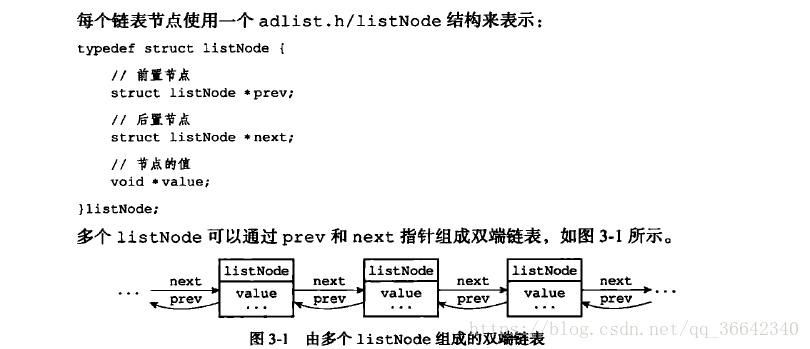 每个链表节点使用一个 adlist.h/listNode 结构来表示：
typedef struct listNode {
// 前置节点
struct listNode *prev;
// 后置节点
struct listNode *next;
// 节点的值
void *value;
}listNode;
多个 listNode 可以通过 prev 和 next 指针组成双端链表，如图 3-1 所示。
listNode listNode listNode
next next next next
... value value value ...
prev prev prev prev
... ... ...
https://blog.csdn.net/qq_36642340
图 3-1 由多个 listNode 组成的双端链表